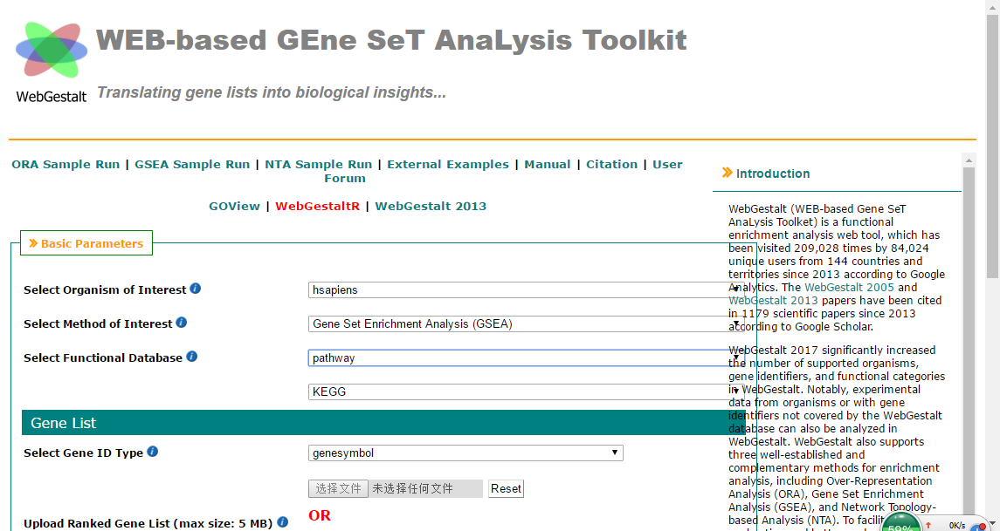 WEB-based GEne SeT AnaLysis Toolkit
WebGestalt
Translating gene lists into biological insights...
ORA Sample Run | GSEA Sample Run | NTA Sample Run | External Examples | Manual | Citation | User
Forum
GOView | WebGestaltR | WebGestalt 2013
Basic Parameters
Select Organism of Interest
hsapiens
Select Method of Interest
Gene Set Enrichment Analysis (GSEA)
Select Functional Database
pathway
KEGG
Gene List
Select Gene ID Type
genesymbol
选择文件 未选择任何文件 Reset
OR
Upload Ranked Gene List (max size: 5 MB)
Introduction
WebGestalt (WEB-based Gene SeT
AnaLysis Toolket) is a functional
enrichment analysis web tool, which has
been visited 209,028 times by 84,024
unique users from 144 countries and
territories since 2013 according to Google
Analytics. The WebGestalt 2005 and
WebGestalt 2013 papers have been cited
in 1179 scientific papers since 2013
according to Google Scholar.
WebGestalt 2017 significantly increased
the number of supported organisms,
gene identifiers, and functional categories
in WebGestalt. Notably, experimental
data from organisms or with gene
identifiers not covered by the WebGestalt
database can also be analyzed in
WebGestalt. WebGestalt also supports
three well-established and
complementary methods for enrichment
analysis, including Over-Representation
Analysis (ORA), Gene Set Enrichment
Analysis (GSEA), and Network Topology-
based Analysis (NTA). To
0K/s